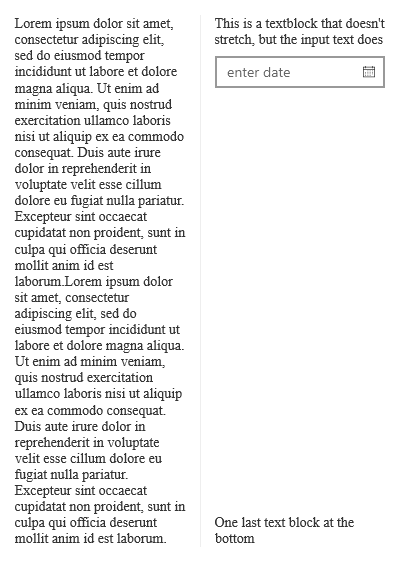 Lorem ipsum dolor sit amet,
consectetur adipiscing elit,
sed do eiusmod tempor
incididunt ut labore et dolore
magna aliqua. Ut enim ad
minim veniam, quis nostrud
exercitation ullamco laboris
nisi ut aliquip ex ea commodo
consequat. Duis aute irure
dolor in reprehenderit in
voluptate velit esse cillum
dolore eu fugiat nulla pariatur.
Excepteur sint occaecat
cupidatat non proident, sunt in
culpa qui officia deserunt
mollit anim id est
laborum.Lorem ipsum dolor
sit amet, consectetur
adipiscing elit, sed do
eiusmod tempor incididunt ut
labore et dolore magna aliqua.
Ut enim ad minim veniam,
quis nostrud exercitation
ullamco laboris nisi ut aliquip
ex ea commodo consequat.
Duis aute irure dolor in
reprehenderit in voluptate
velit esse cillum dolore eu
fugiat nulla pariatur.
Excepteur sint occaecat
cupidatat non proident, sunt in
culpa qui officia deserunt
mollit anim id est laborum.
This is a textblock that doesn't
stretch, but the input text does
enter date
One last text block at the
bottom